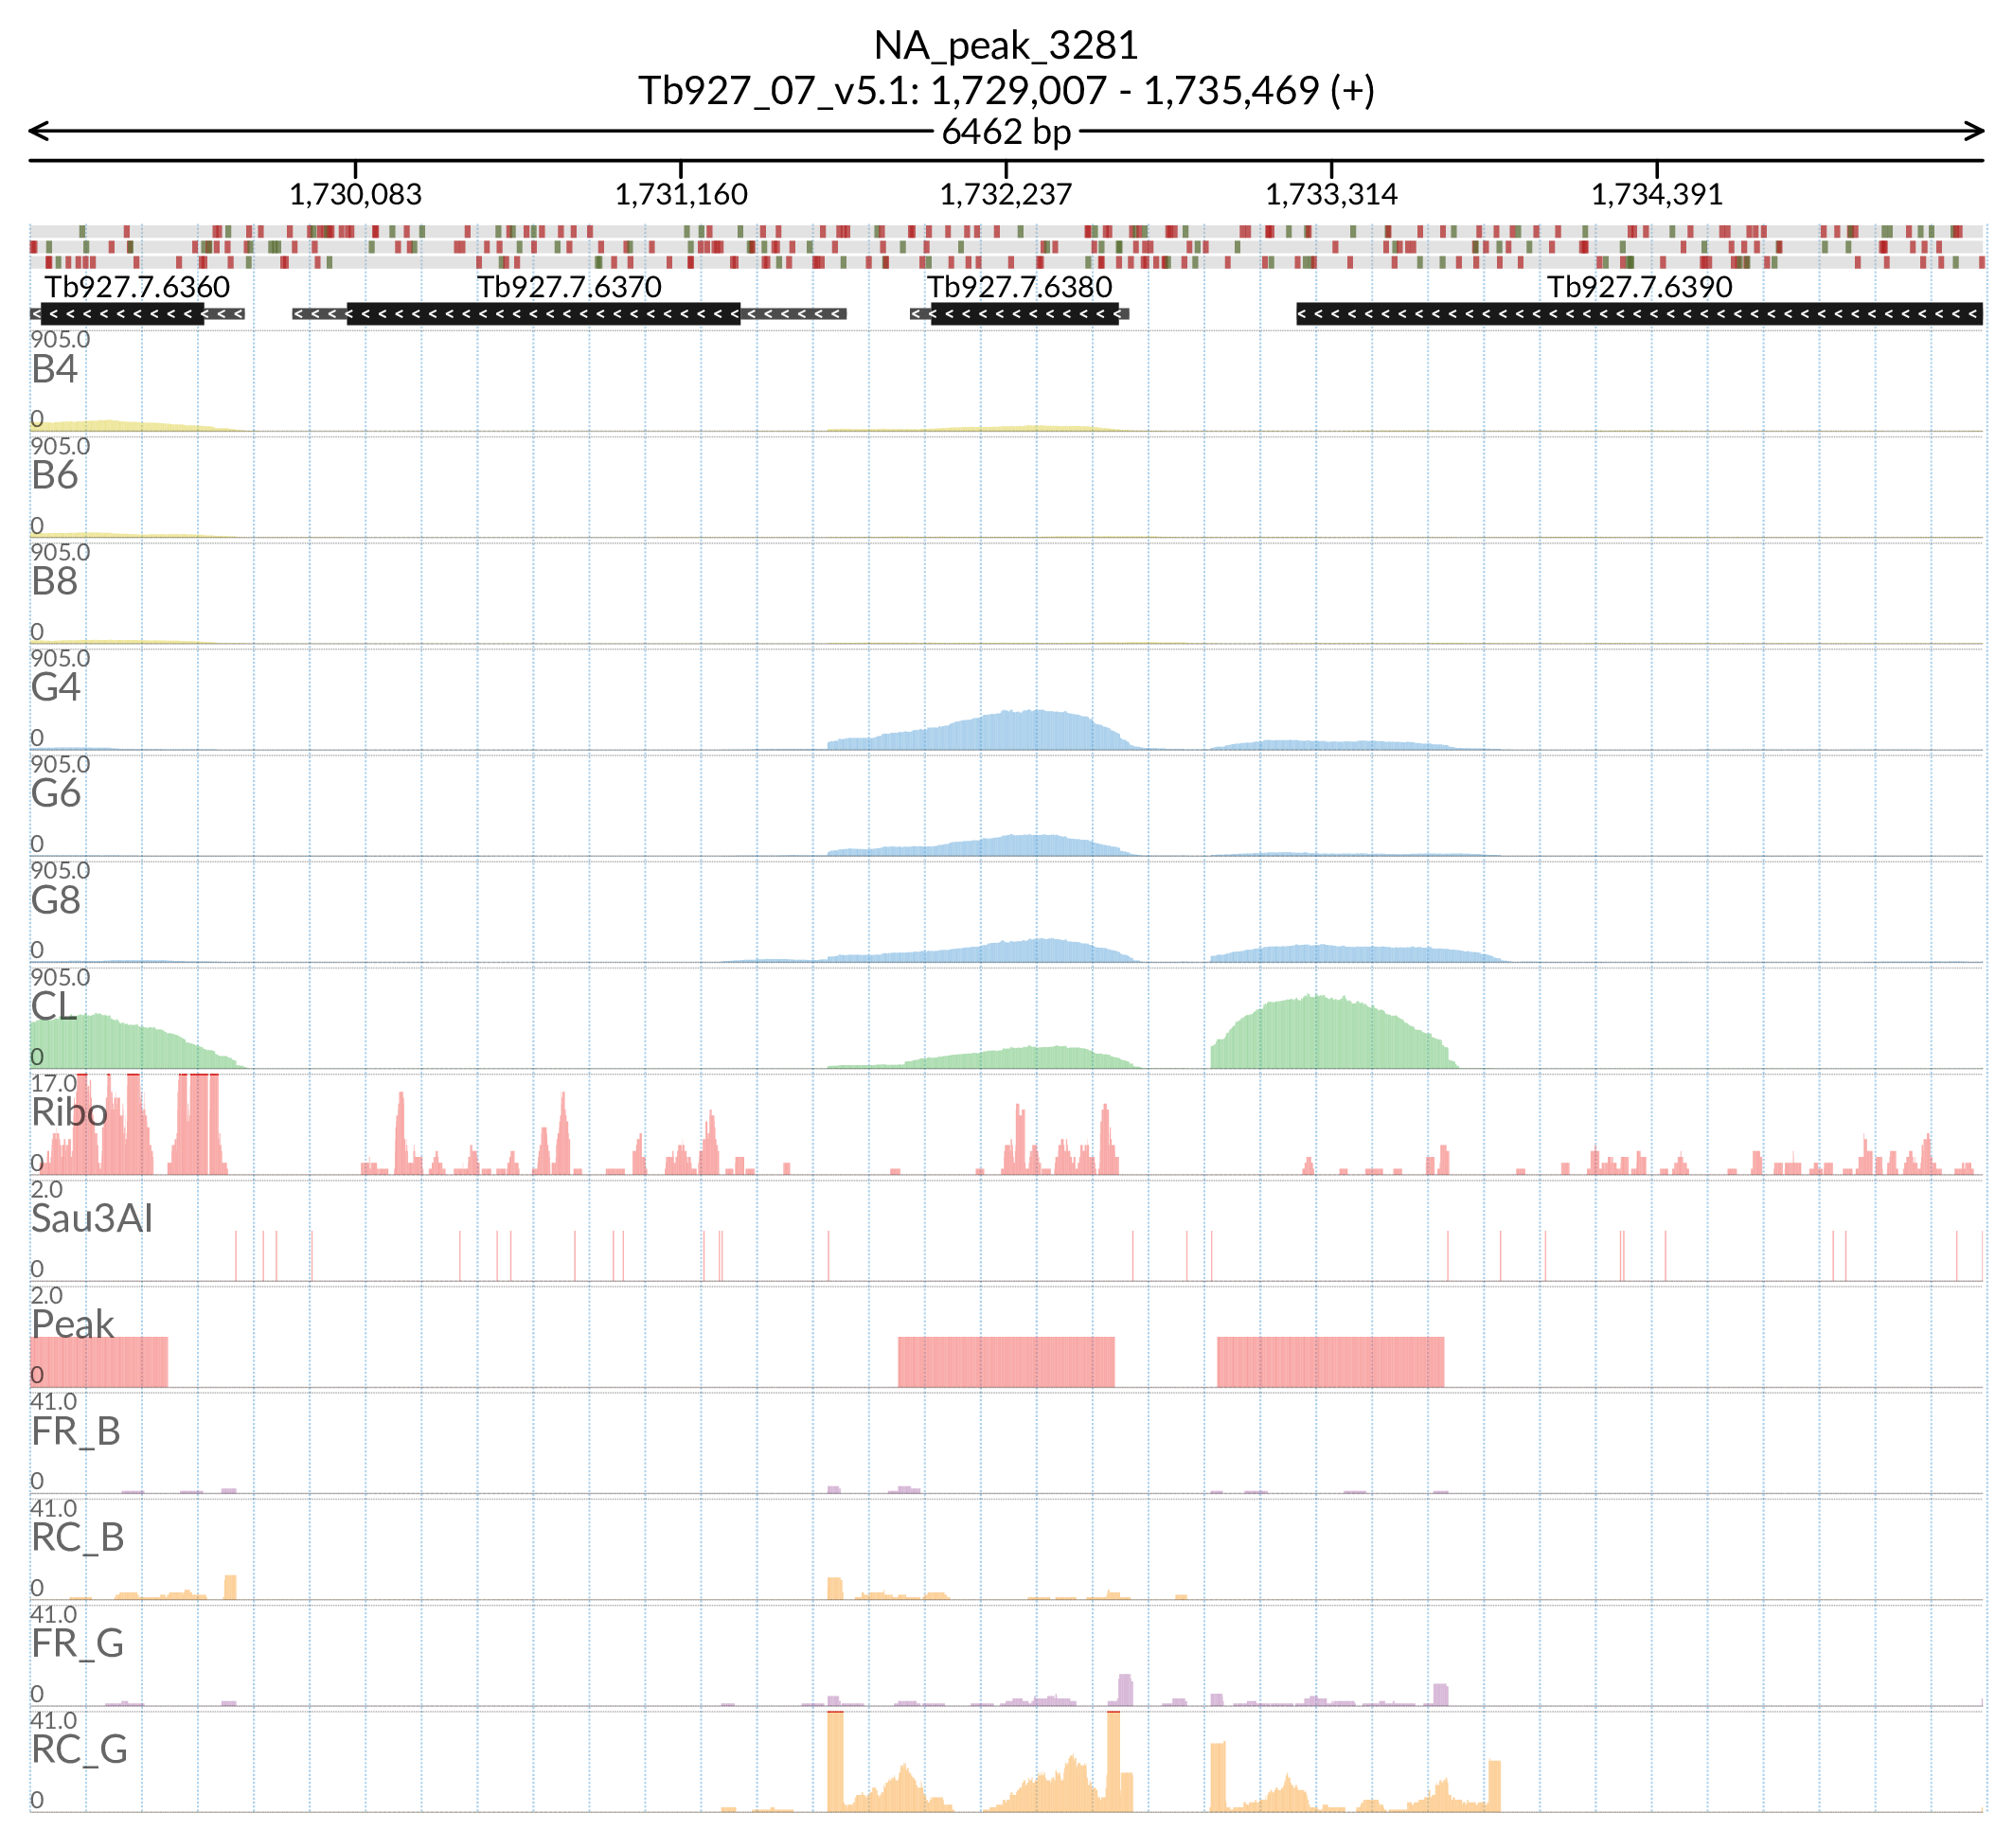 NA_peak_3281
Tb927_07_v5.1: 1,729,007 - 1,735,469 (+)
6462 bp
1,730,083 1,731,160 1,732,237 1,733,314 1,734,391
Tb927.7.6360 Tb927.7.6370 Tb927.7.6380 Tb927.7.6390
905.0
B4
0
905.0
B6
0
905.0
B8
0
905.0
G4
0
905.0
G6
0
905.0
G8
0
905.0
CL
0
17.0
Ribo
0
2.0
Sau3AI
0
2.0
Peak
0
41.0
FR_B
0
41.0
RC_B
0
41.0
FR_G
0
41.0
RC_G
0